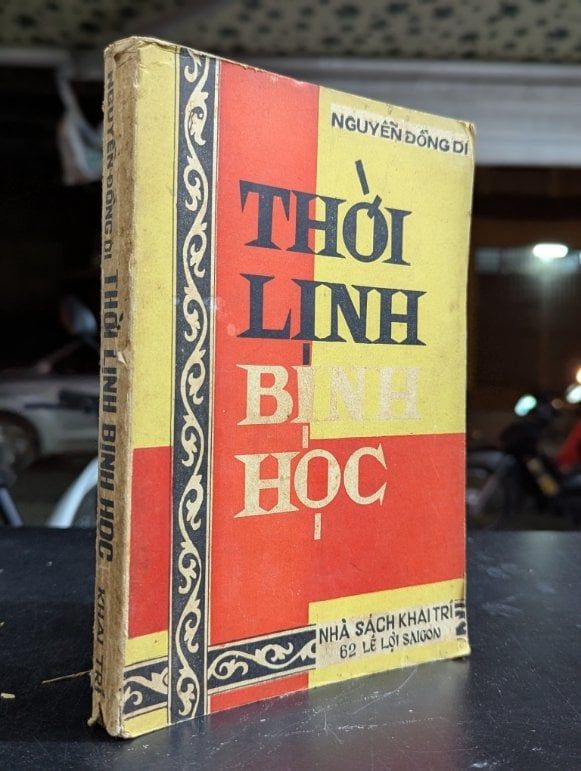 NGUYỄN ĐỒNG DI
THỜI
LỊNH
BỊNH
HỌC
NHÀ SÁCH KHAI TRÍ
62 LÊ LỢI SAIGON
NGUYỄN ĐỒNG DI THỜI LỊNH BỊNH HỌC KHAI TRÍ